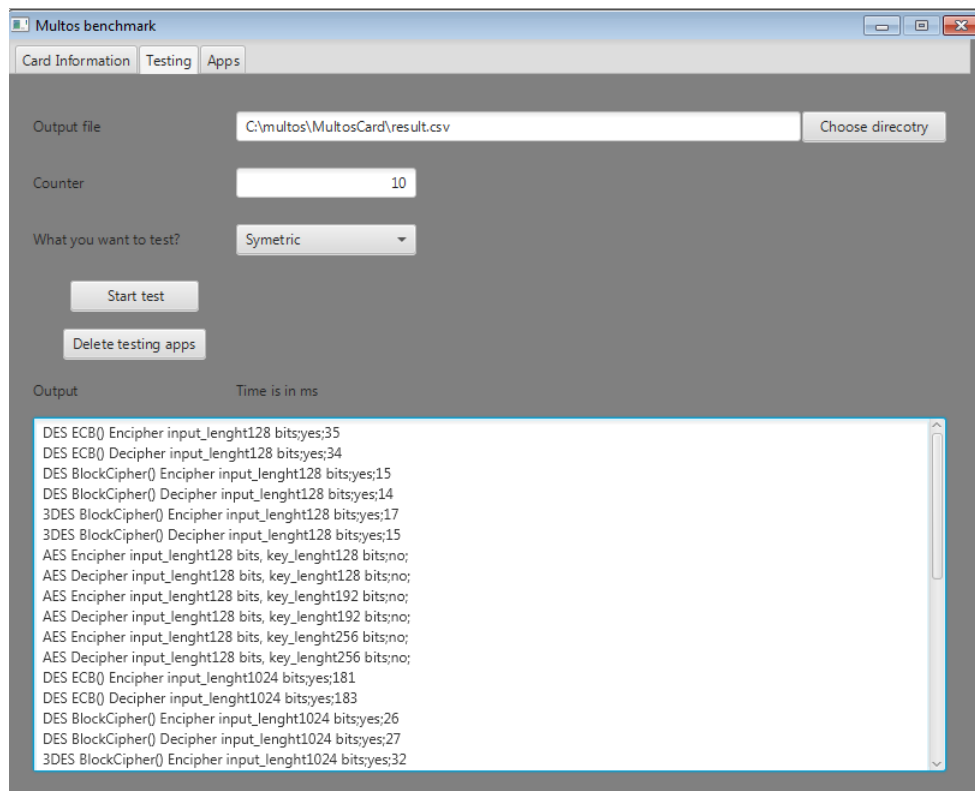 Multos benchmark
Card Information Testing Apps
Output file C:\multos\MultosCard\result.csv Choose direcotry
Counter 10
What you want to test? Symetric
Start test
Delete testing apps
Output Time is in ms
DES ECB() Encipher input_lenght128 bits;yes;35
DES ECB() Decipher input_lenght128 bits;yes;34
DES BlockCipher() Encipher input_lenght128 bits;yes;15
DES BlockCipher() Decipher input_lenght128 bits;yes;14
3DES BlockCipher() Encipher input_lenght128 bits;yes;17
3DES BlockCipher() Decipher input_lenght128 bits;yes;15
AES Encipher input_lenght128 bits, key_lenght128 bits;no;
AES Decipher input_lenght128 bits, key_lenght128 bits;no;
AES Encipher input_lenght128 bits, key_lenght192 bits;no;
AES Decipher input_lenght128 bits, key_lenght192 bits;no;
AES Encipher input_lenght128 bits, key_lenght256 bits;no;
AES Decipher input_lenght128 bits, key_lenght256 bits;no;
DES ECB() Encipher input_lenght1024 bits;yes;181
DES ECB() Decipher input_lenght1024 bits;yes;183
DES BlockCipher() Encipher input_lenght1024 bits;yes;26
DES BlockCipher() Decipher input_lenght1024 bits;yes;27
3DES BlockCipher() Encipher input_lenght1024 bits;yes;32